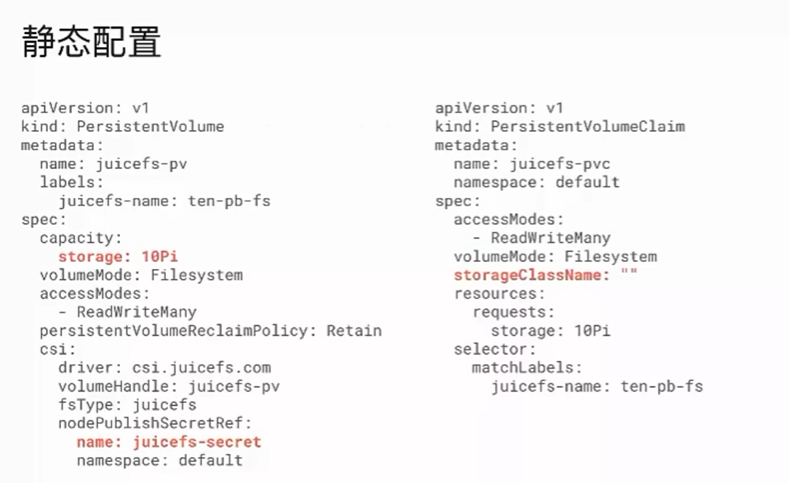 静态配置
apiVersion: v1
kind: PersistentVolume
metadata:
  name: juicefs-pv
  labels:
    juicefs-name: ten-pb-fs
spec:
  capacity:
    storage: 10Pi
  volumeMode: Filesystem
  accessModes:
    - ReadWriteMany
  persistentVolumeReclaimPolicy: Retain
  csi:
    driver: csi.juicefs.com
    volumeHandle: juicefs-pv
    fsType: juicefs
    nodePublishSecretRef:
      name: juicefs-secret
      namespace: default
apiVersion: v1
kind: PersistentVolumeClaim
metadata:
  name: juicefs-pvc
  namespace: default
spec:
  accessModes:
    - ReadWriteMany
  volumeMode: Filesystem
  storageClassName: ""
  resources:
    requests:
      storage: 10Pi
  selector:
    matchLabels:
      juicefs-name: ten-pb-fs